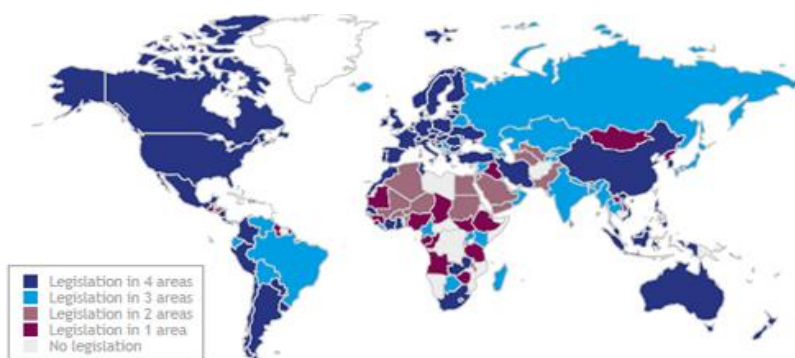 Legislation in 4 areas
Legislation in 3 areas
Legislation in 2 areas
Legislation in 1 area
No legislation